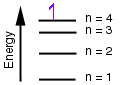 n = 4
n = 3
n = 2
n = 1
Energy